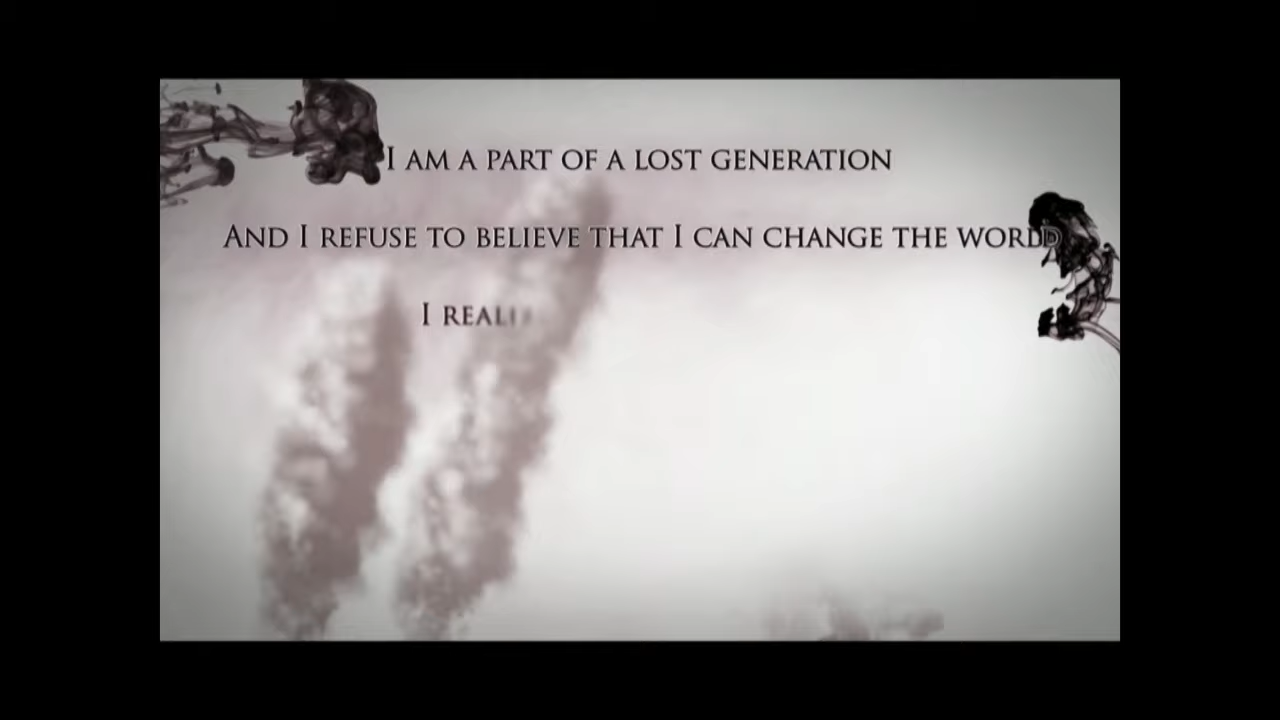 I AM A PART OF A LOST GENERATION
AND I REFUSE TO BELIEVE THAT I CAN CHANGE THE WORLD
I